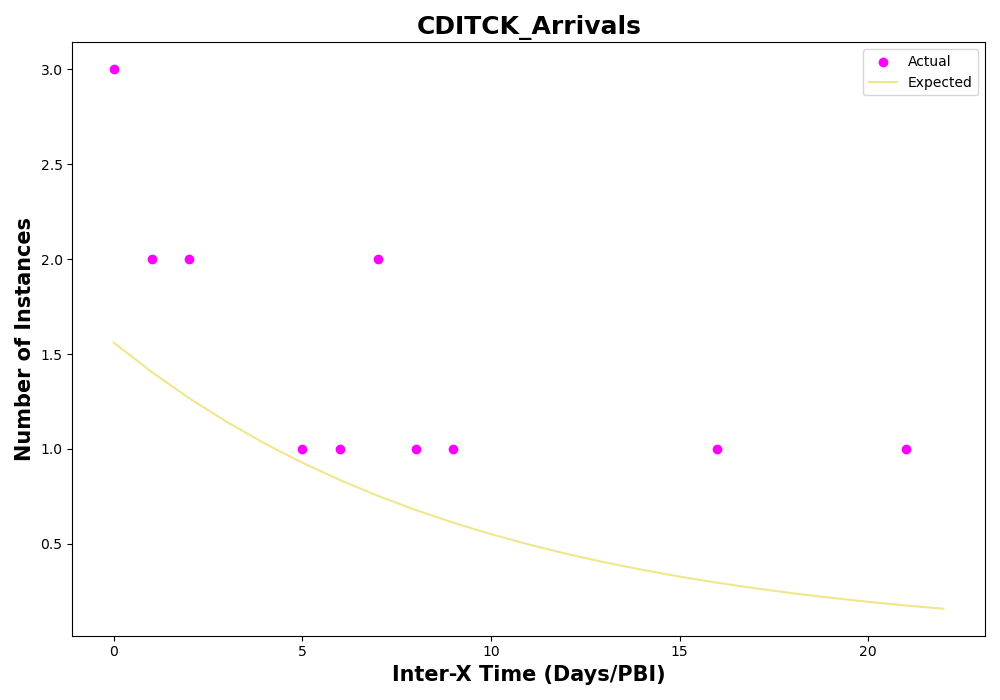 CDITCK_Arrivals
Actual
Expected
3.0
2.5
2.0
1.5
1.0
0.5
Number of Instances
0 5 10 15 20
Inter-X Time (Days/PBI)